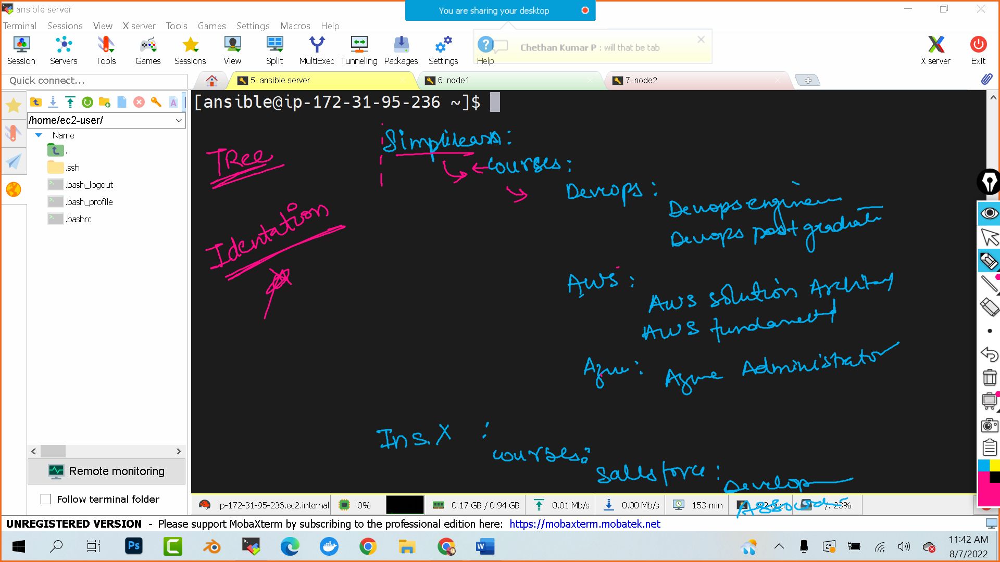 ansible server
You are sharing your desktop
Terminal Sessions View X server Tools Games Settings Macros Help
Chethan Kumar P : will that be tab
Session Servers Tools Games Sessions View Split MultiExec Tunneling Packages Settings Help X server Exit
Quick connect...
5. ansible server
6. node1
7. node2
/home/ec2-user/
Name
..
.ssh
.bash_logout
.bash_profile
.bashrc
[ansible@ip-172-31-95-236 ~]$
Simplilearn:
TRee
courses:
Devops:
Devops engineer
Identation
Devops post graduate
AWS:
AWS solution Architect
AWS fundamental
Azure: Azure Administrator
Ins.X :
courses:
Salesforce:
Develop
Associate
Remote monitoring
Follow terminal folder
ip-172-31-95-236.ec2.internal 0% 0.17 GB / 0.94 GB 0.01 Mb/s 0.00 Mb/s 153 min /: 23%
UNREGISTERED VERSION - Please support MobaXterm by subscribing to the professional edition here: https://mobaxterm.mobatek.net
11:42 AM
8/7/2022